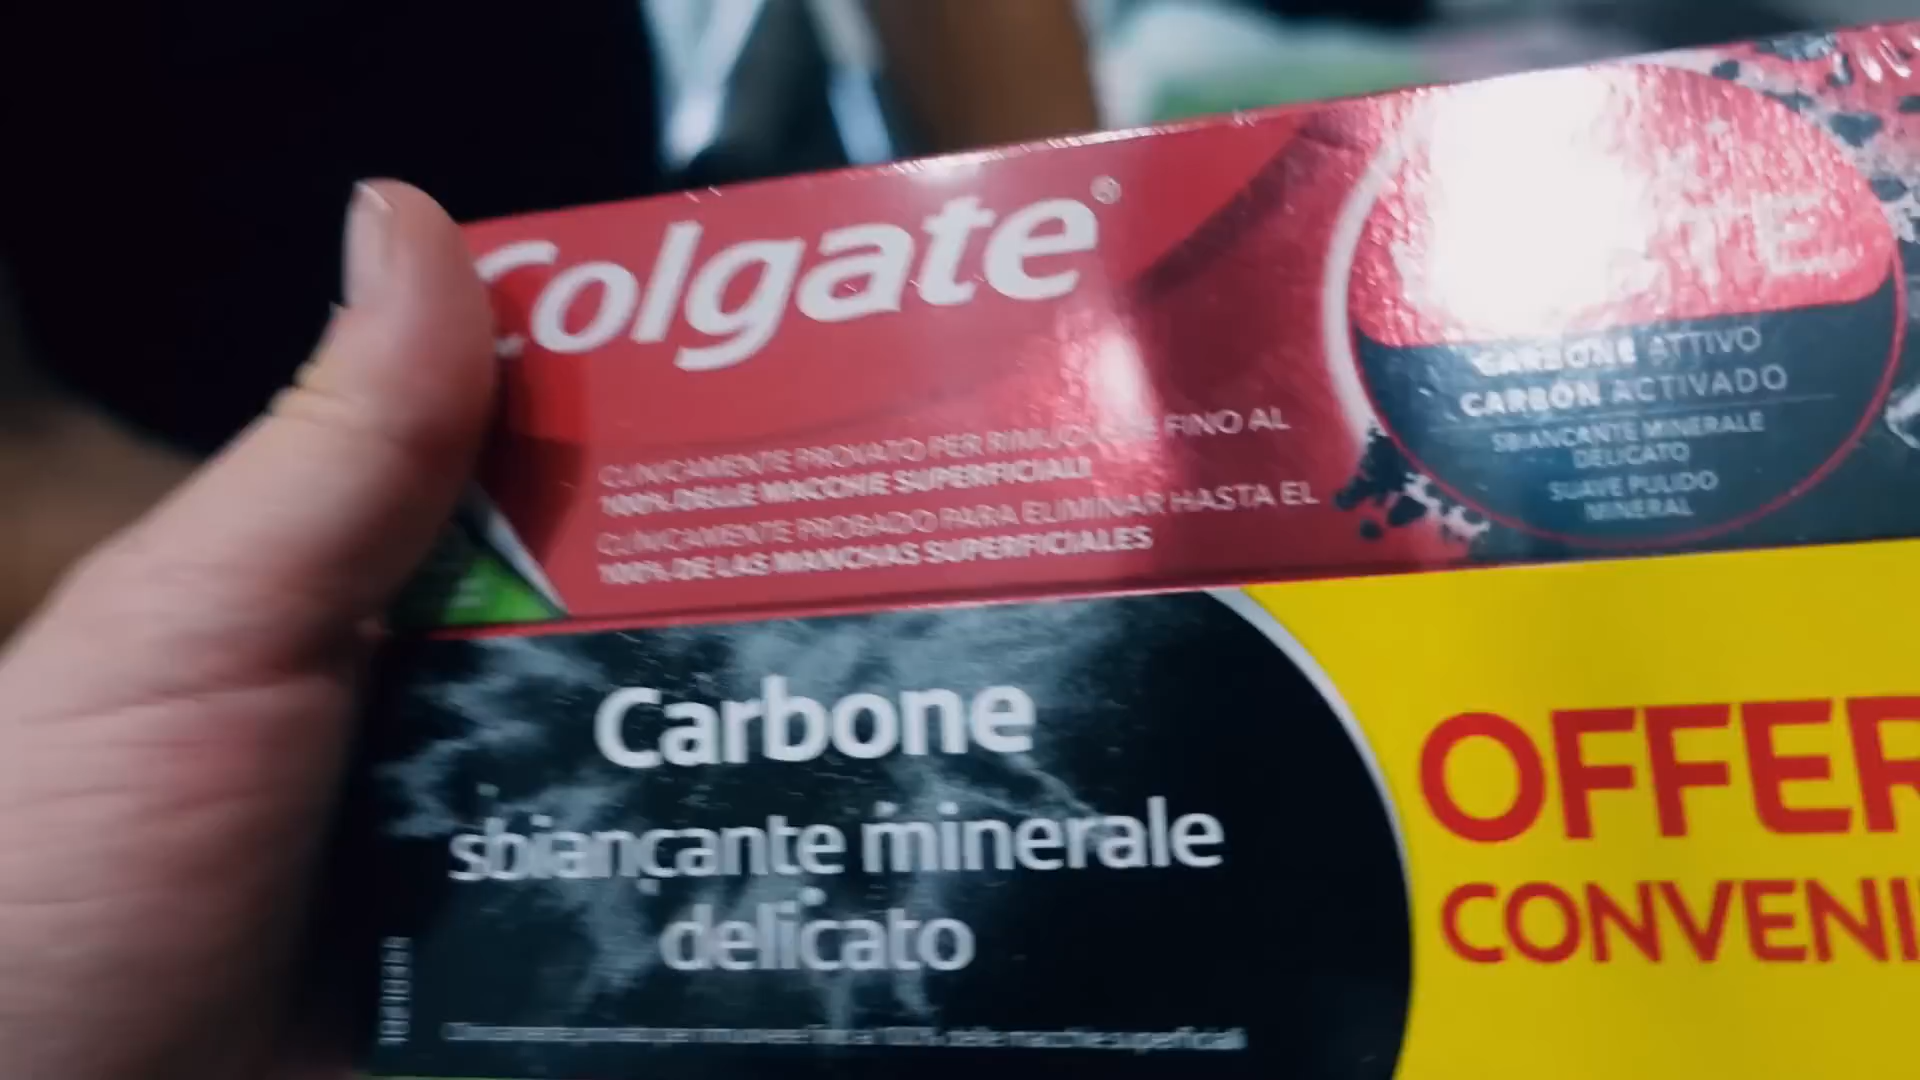 Colgate®
CLINICAMENTE PROVATO PER RIMUOVERE FINO AL
100% DELLE MACCHIE SUPERFICIALI
CLINICAMENTE PROBADO PARA ELIMINAR HASTA EL
100% DE LAS MANCHAS SUPERFICIALES
CARBONE ATTIVO
CARBÓN ACTIVADO
SBIANCANTE MINERALE
DELICATO
SUAVE PULIDO
MINERAL
Carbone
sbiancante minerale
delicato
OFFER
CONVENI